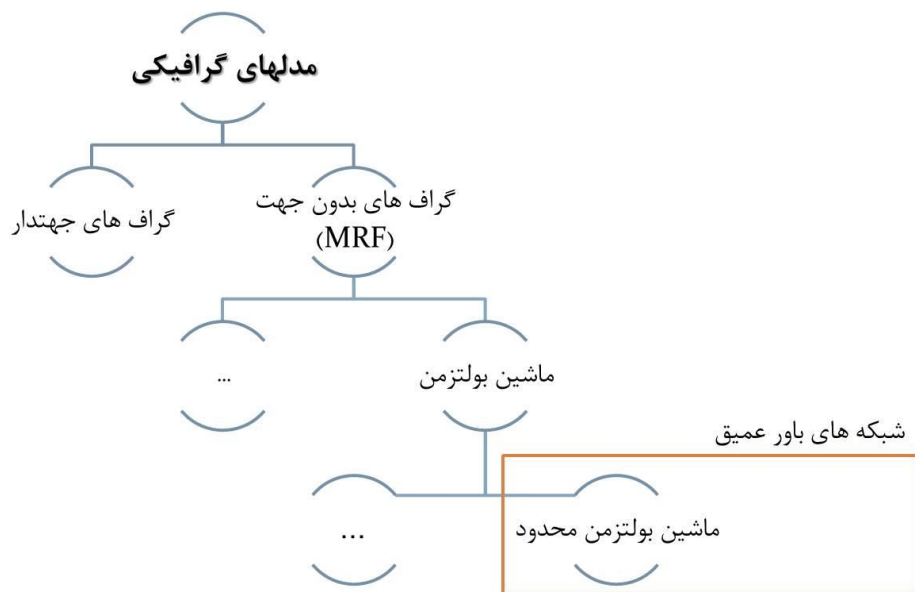 مدلهای گرافیکی
گراف های بدون جهت
(MRF)
گراف های جهتدار
ماشین بولتزمن
...
شبکه های باور عمیق
ماشین بولتزمن محدود
...